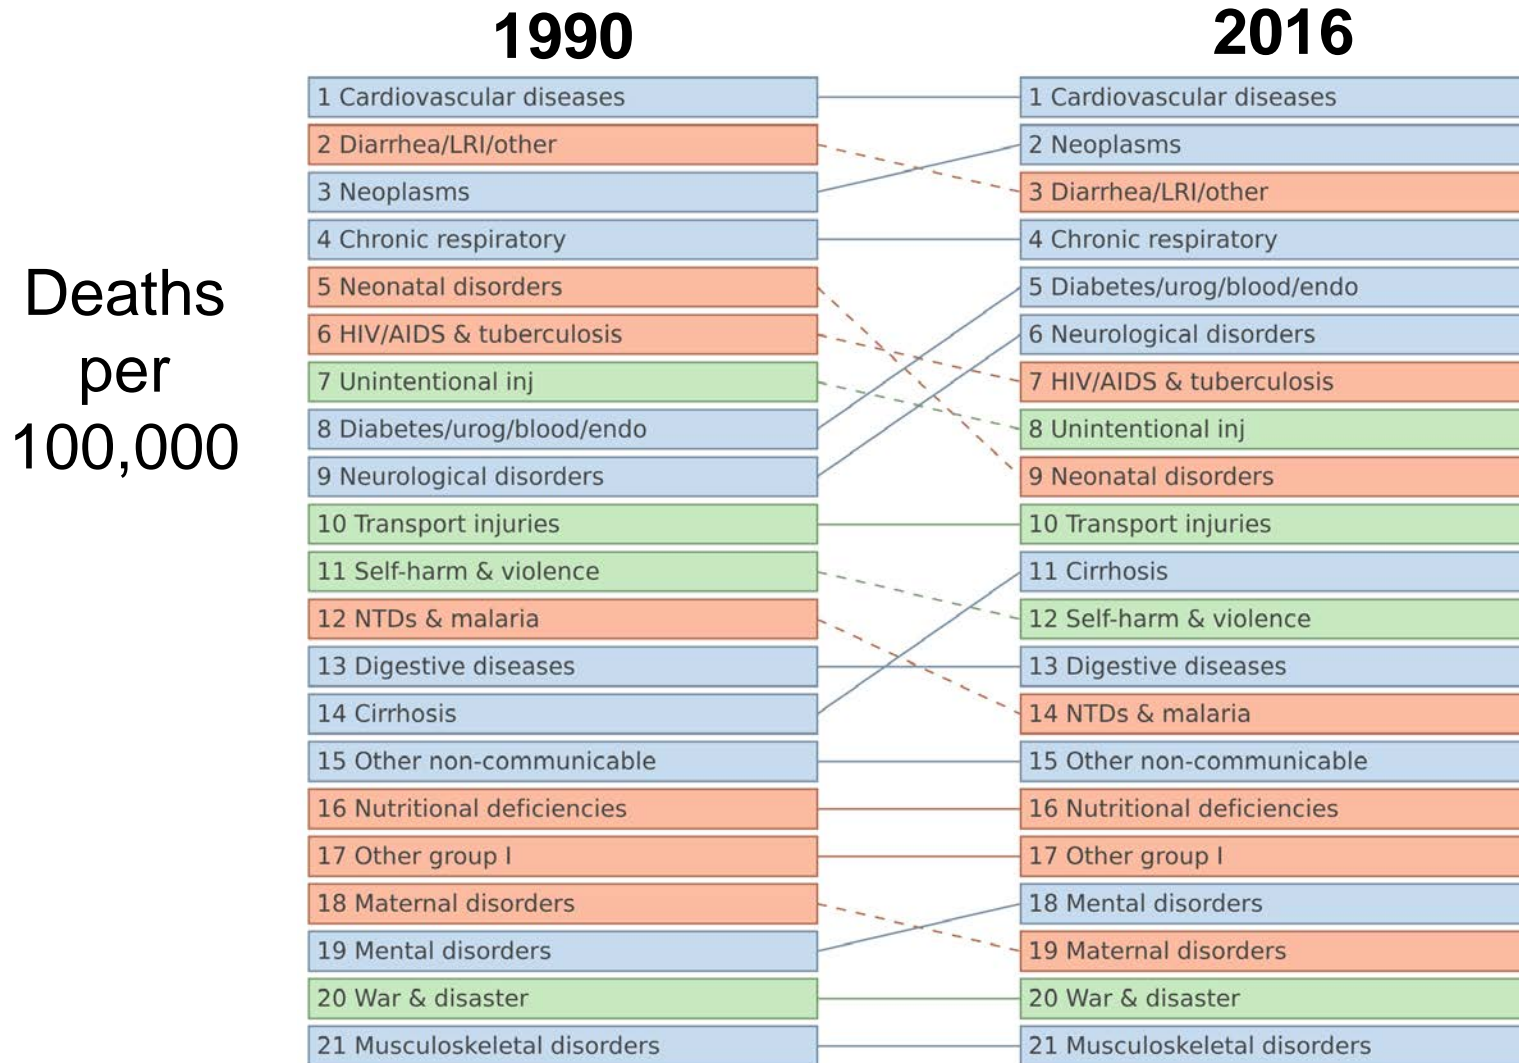 1990
2016
Deaths
per
100,000
1 Cardiovascular diseases
2 Diarrhea/LRI/other
3 Neoplasms
4 Chronic respiratory
5 Neonatal disorders
6 HIV/AIDS & tuberculosis
7 Unintentional inj
8 Diabetes/urog/blood/endo
9 Neurological disorders
10 Transport injuries
11 Self-harm & violence
12 NTDs & malaria
13 Digestive diseases
14 Cirrhosis
15 Other non-communicable
16 Nutritional deficiencies
17 Other group I
18 Maternal disorders
19 Mental disorders
20 War & disaster
21 Musculoskeletal disorders
1 Cardiovascular diseases
2 Neoplasms
3 Diarrhea/LRI/other
4 Chronic respiratory
5 Diabetes/urog/blood/endo
6 Neurological disorders
7 HIV/AIDS & tuberculosis
8 Unintentional inj
9 Neonatal disorders
10 Transport injuries
11 Cirrhosis
12 Self-harm & violence
13 Digestive diseases
14 NTDs & malaria
15 Other non-communicable
16 Nutritional deficiencies
17 Other group I
18 Mental disorders
19 Maternal disorders
20 War & disaster
21 Musculoskeletal disorders